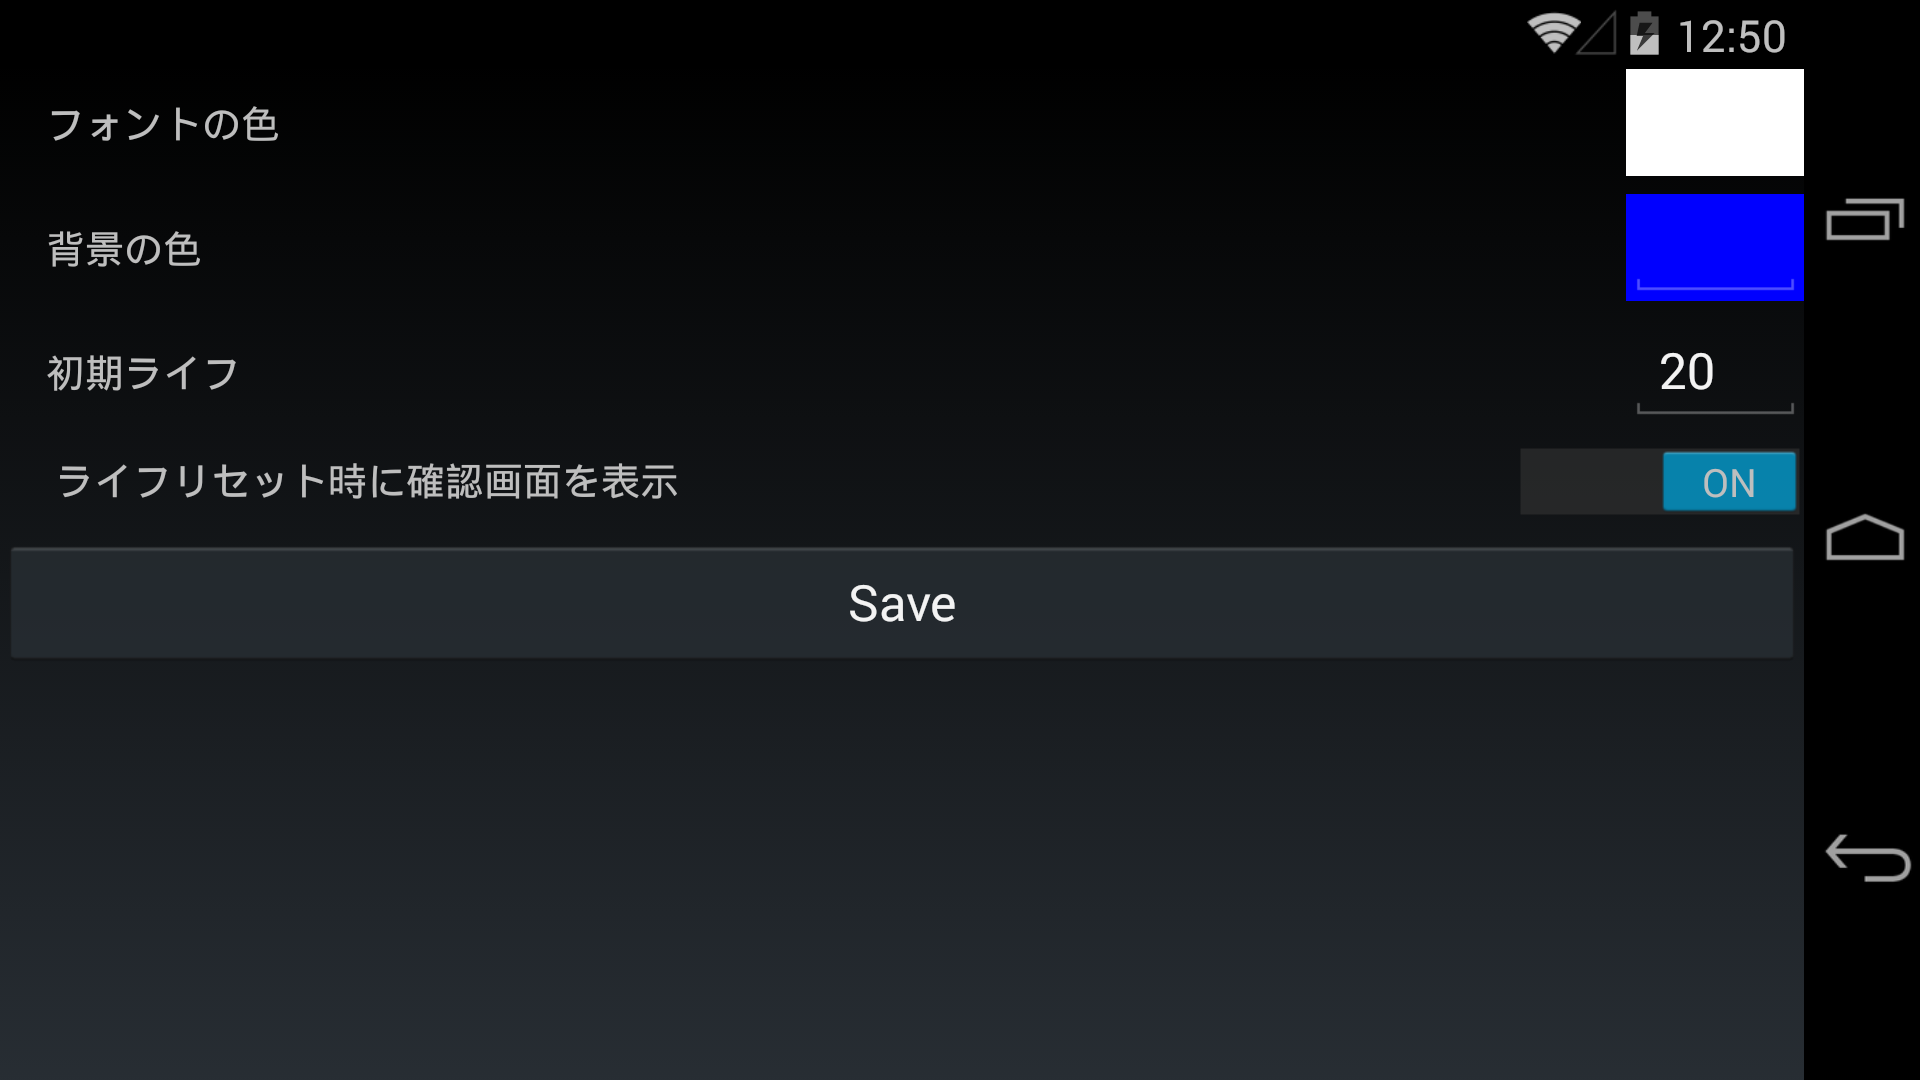 12:50
フォントの色
背景の色
初期ライフ 20
ライフリセット時に確認画面を表示 ON
Save